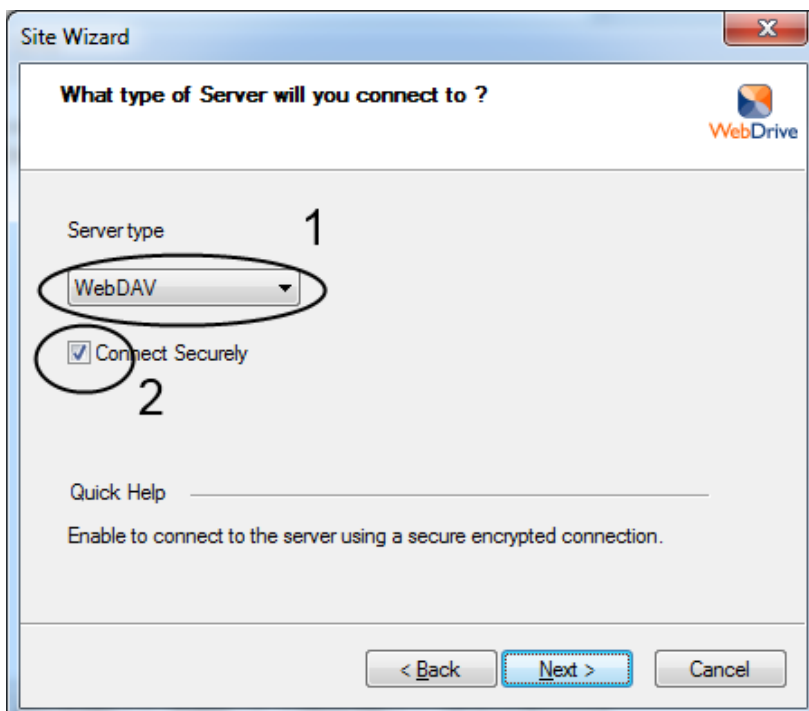 Site Wizard
What type of Server will you connect to ?
WebDrive
Server type
1
WebDAV
Connect Securely
2
Quick Help
Enable to connect to the server using a secure encrypted connection.
< Back Next > Cancel